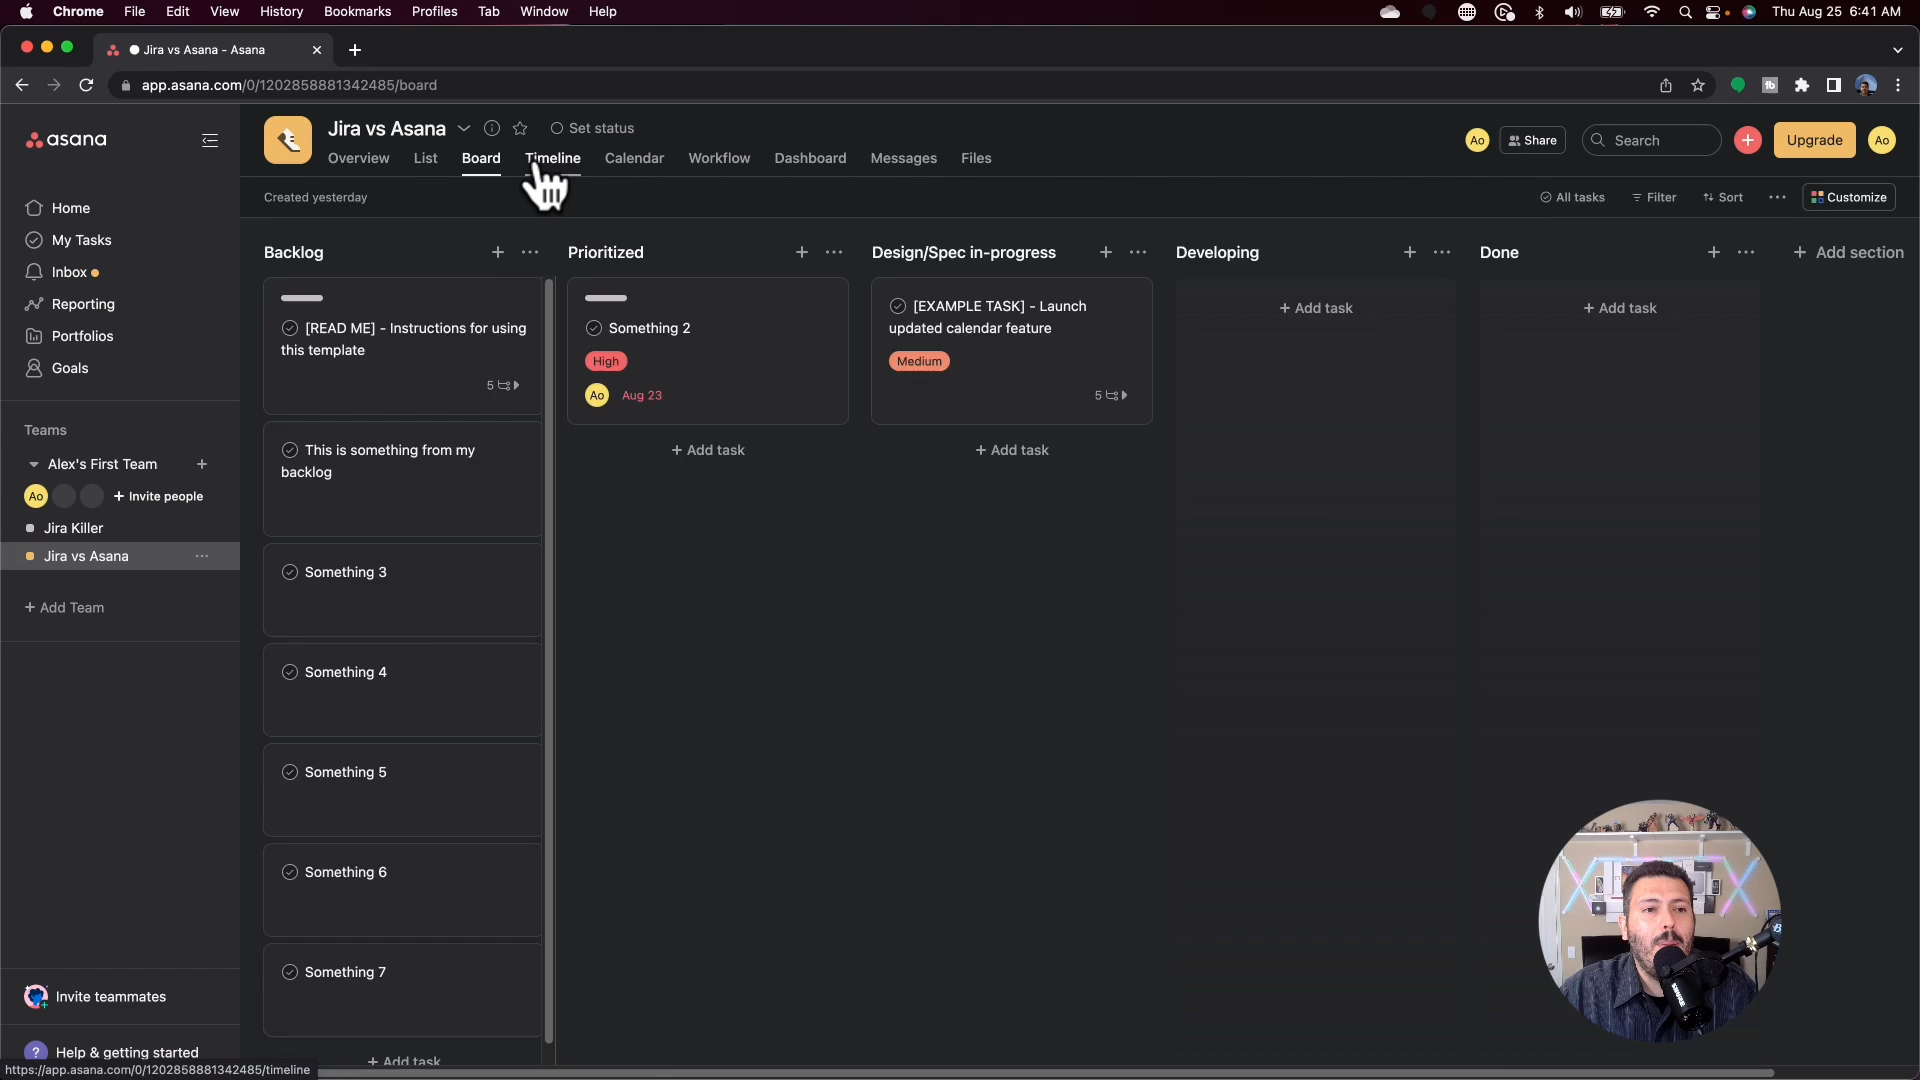 Chrome File Edit View History Bookmarks Profiles Tab Window Help Thu Aug 25 6:41 AM
Jira vs Asana - Asana
app.asana.com/0/1202858881342485/board
asana
Home
My Tasks
Inbox
Reporting
Portfolios
Goals
Teams
Alex's First Team
Ao + Invite people
Jira Killer
Jira vs Asana
+ Add Team
Invite teammates
? Help & getting started
https://app.asana.com/0/1202858881342485/timeline
Jira vs Asana Set status
Overview List Board Timeline Calendar Workflow Dashboard Messages Files
Ao Share Search Upgrade Ao
Created yesterday
All tasks Filter Sort Customize
Backlog
[READ ME] - Instructions for using
this template
5
This is something from my
backlog
Something 3
Something 4
Something 5
Something 6
Something 7
+ Add task
Prioritized
Something 2
High
Ao Aug 23
+ Add task
Design/Spec in-progress
[EXAMPLE TASK] - Launch
updated calendar feature
Medium
5
+ Add task
Developing
+ Add task
Done
+ Add task
+ Add section
SHURE